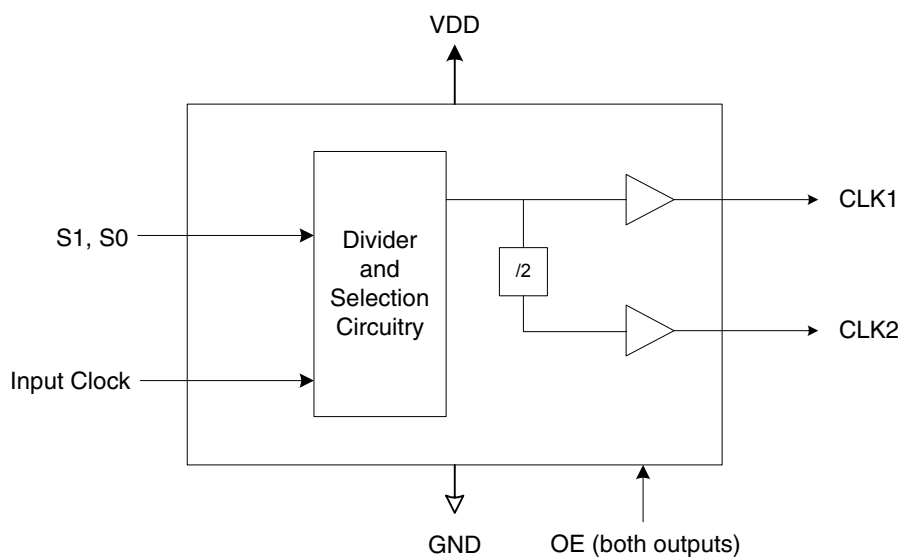 VDD
S1, S0
Input Clock
Divider
and
Selection
Circuitry
/2
CLK1
CLK2
GND
OE (both outputs)